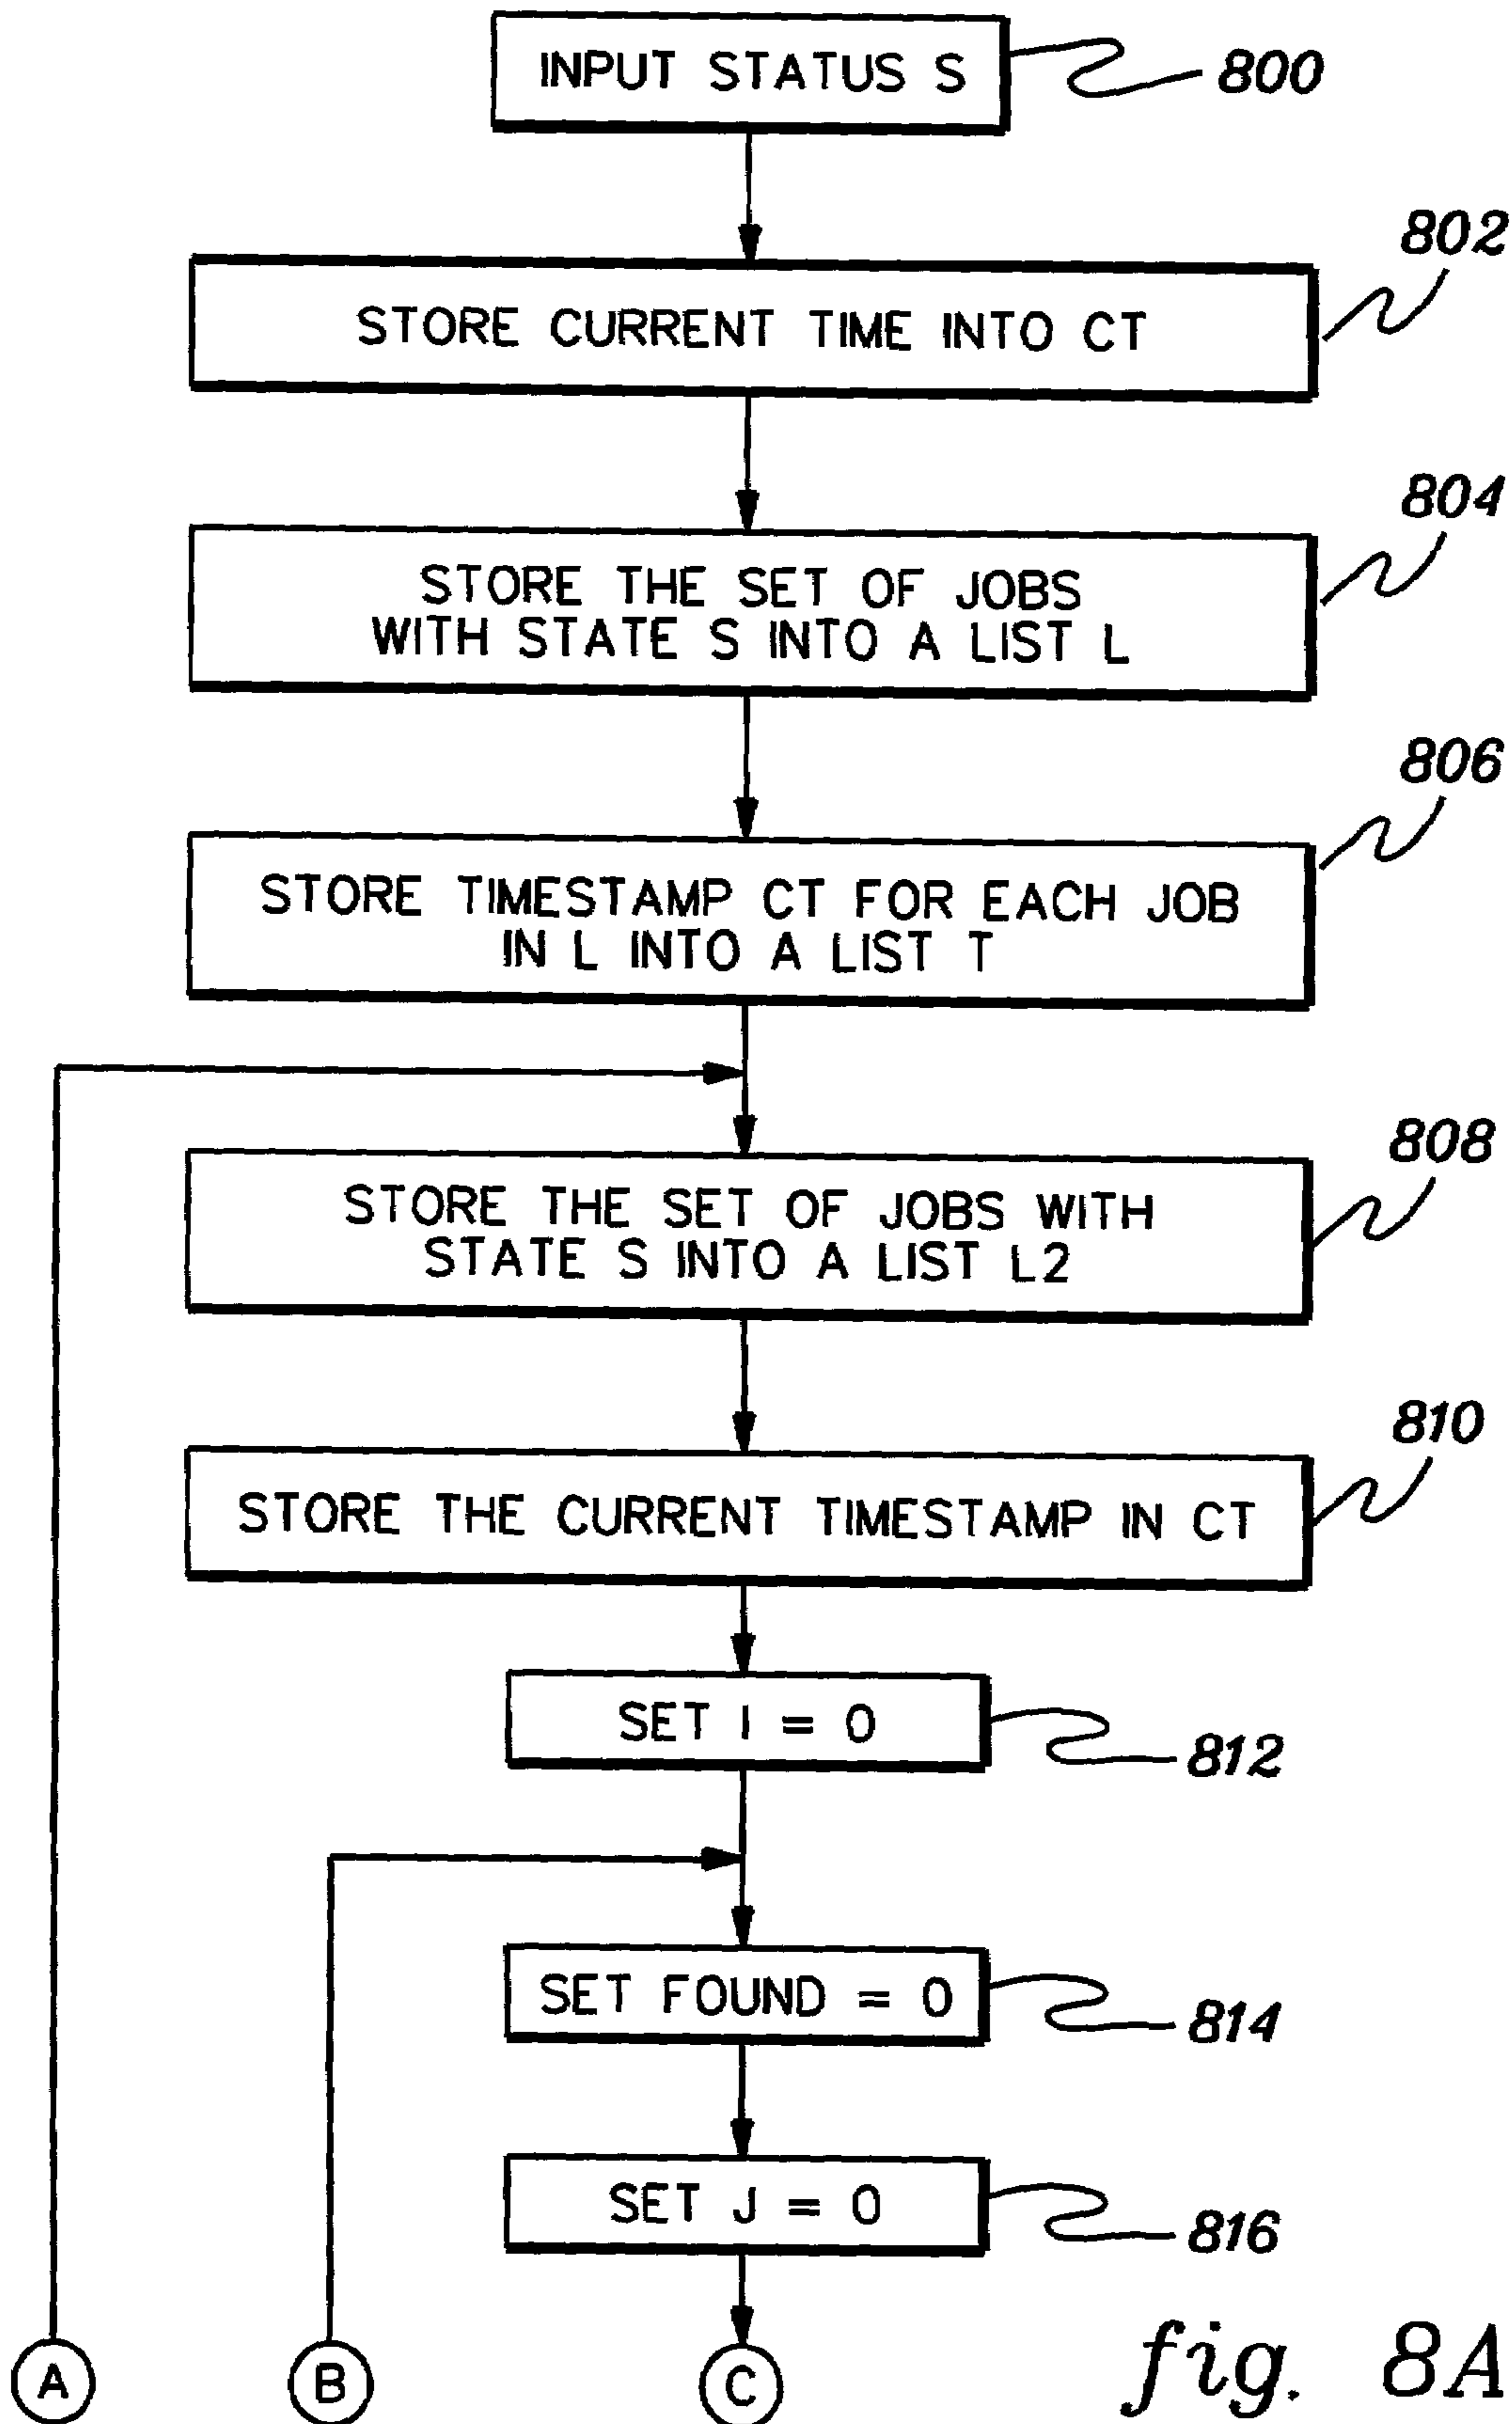 INPUT STATUS S
800
802
STORE CURRENT TIME INTO CT
804
STORE THE SET OF JOBS
WITH STATE S INTO A LIST L
806
STORE TIMESTAMP CT FOR EACH JOB
IN L INTO A LIST T
808
STORE THE SET OF JOBS WITH
STATE S INTO A LIST L2
810
STORE THE CURRENT TIMESTAMP IN CT
SET I = 0
812
SET FOUND = 0
814
SET J = 0
816
A
B
C
fig. 8A